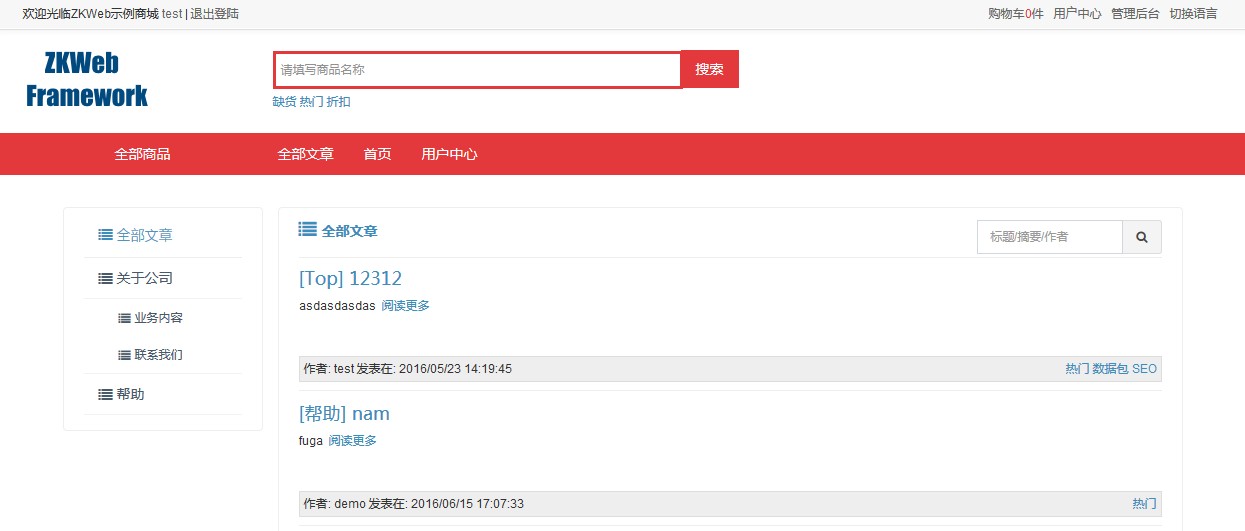 欢迎光临ZKWeb示例商城 test | 退出登陆 购物车0件 用户中心 管理后台 切换语言
ZKWeb
Framework
请填写商品名称 搜索
缺货 热门 折扣
全部商品 全部文章 首页 用户中心
全部文章
关于公司
业务内容
联系我们
帮助
全部文章 标题/摘要/作者
[Top] 12312
asdasdasdas 阅读更多
作者: test 发表在: 2016/05/23 14:19:45 热门 数据包 SEO
[帮助] nam
fuga 阅读更多
作者: demo 发表在: 2016/06/15 17:07:33 热门